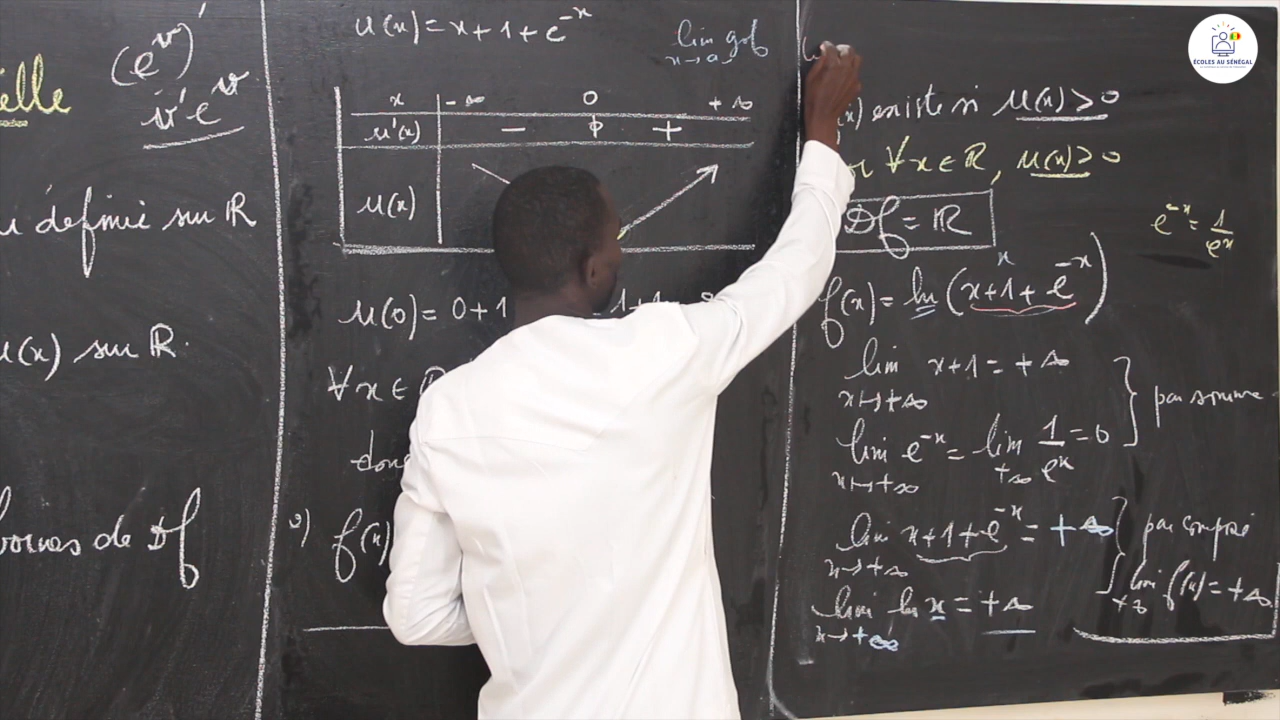 elle
(e^v)'
v'e^v
définie sur ℝ
u(x) sur ℝ.
bornes de Df
u(x) = x+1+e^-x
lim gof
x→a
x -∞ 0 +∞
u'(x) - 0 +
u(x)
u(0) = 0+1
∀x∈ℝ
donc
2) f(x)
existe si u(x)>0
∀x∈ℝ, u(x)>0
Df = ℝ
e^-x = 1/e^x
x
f(x) = ln(x+1+e^-x)
lim x+1 = +∞
x→+∞
par somme
lim e^-x = lim 1/e^x = 0
x→+∞ +∞
lim x+1+e^-x = +∞
x→+∞
par composé
lim f(x) = +∞
+∞
lim ln x = +∞
x→+∞
ÉCOLES AU SÉNÉGAL